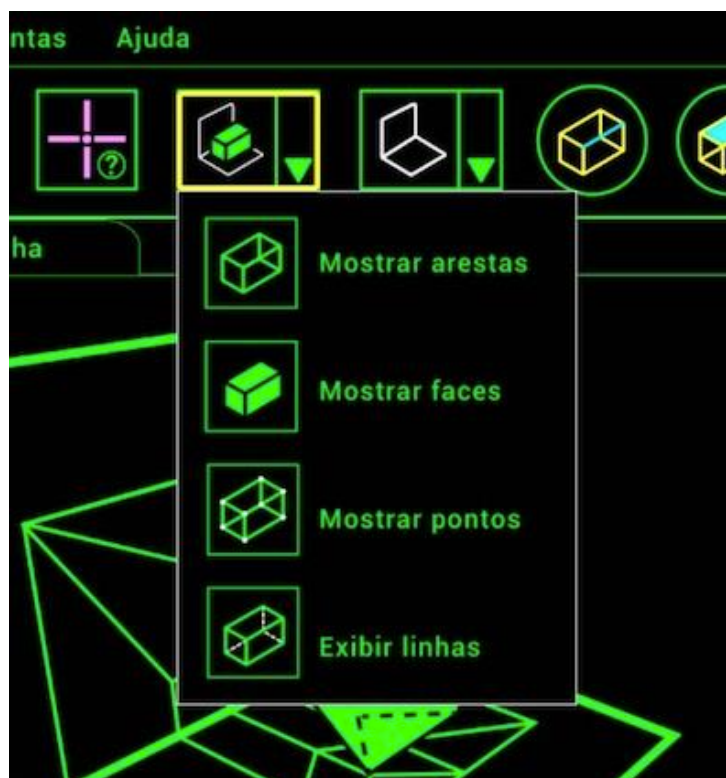 ntas Ajuda
?
ha
Mostrar arestas
Mostrar faces
Mostrar pontos
Exibir linhas